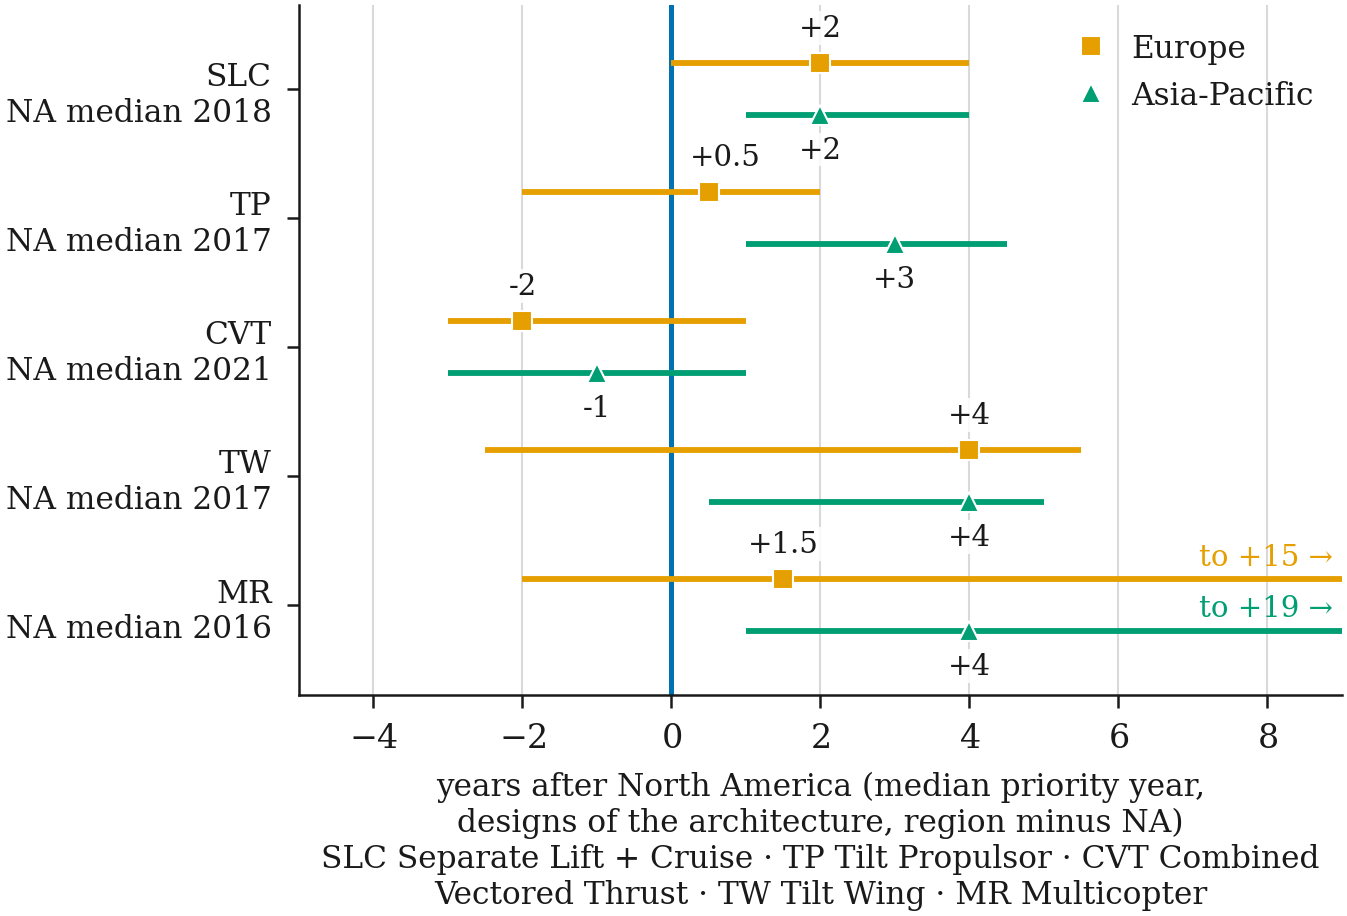 +2
Europe
SLC
NA median 2018
Asia-Pacific
+2
+0.5
TP
NA median 2017
+3
-2
CVT
NA median 2021
-1
+4
TW
NA median 2017
+4
+1.5
to +15 →
MR
NA median 2016
to +19 →
+4
−4 −2 0 2 4 6 8
years after North America (median priority year,
designs of the architecture, region minus NA)
SLC Separate Lift + Cruise · TP Tilt Propulsor · CVT Combined
Vectored Thrust · TW Tilt Wing · MR Multicopter